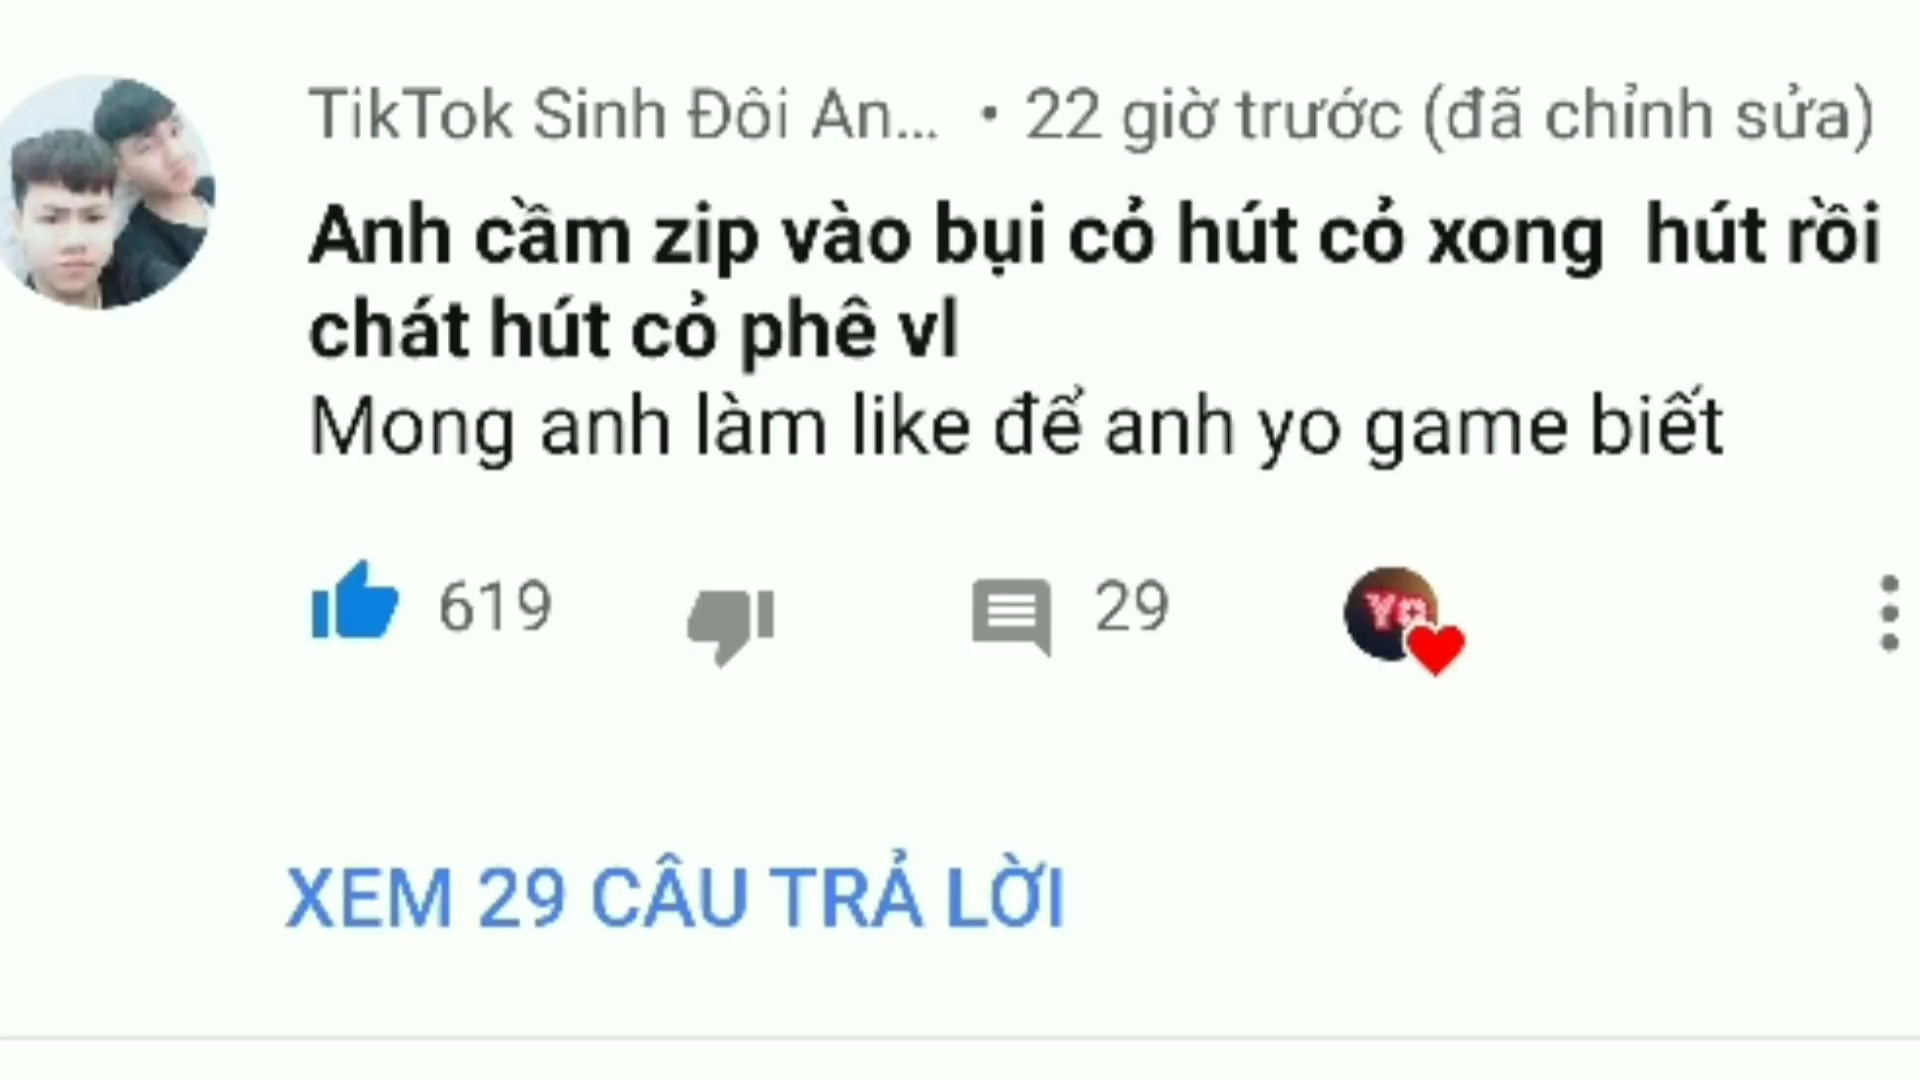 TikTok Sinh Đôi An... • 22 giờ trước (đã chỉnh sửa)
Anh cầm zip vào bụi cỏ hút cỏ xong  hút rồi
chát hút cỏ phê vl
Mong anh làm like để anh yo game biết
619 29 Yo
XEM 29 CÂU TRẢ LỜI